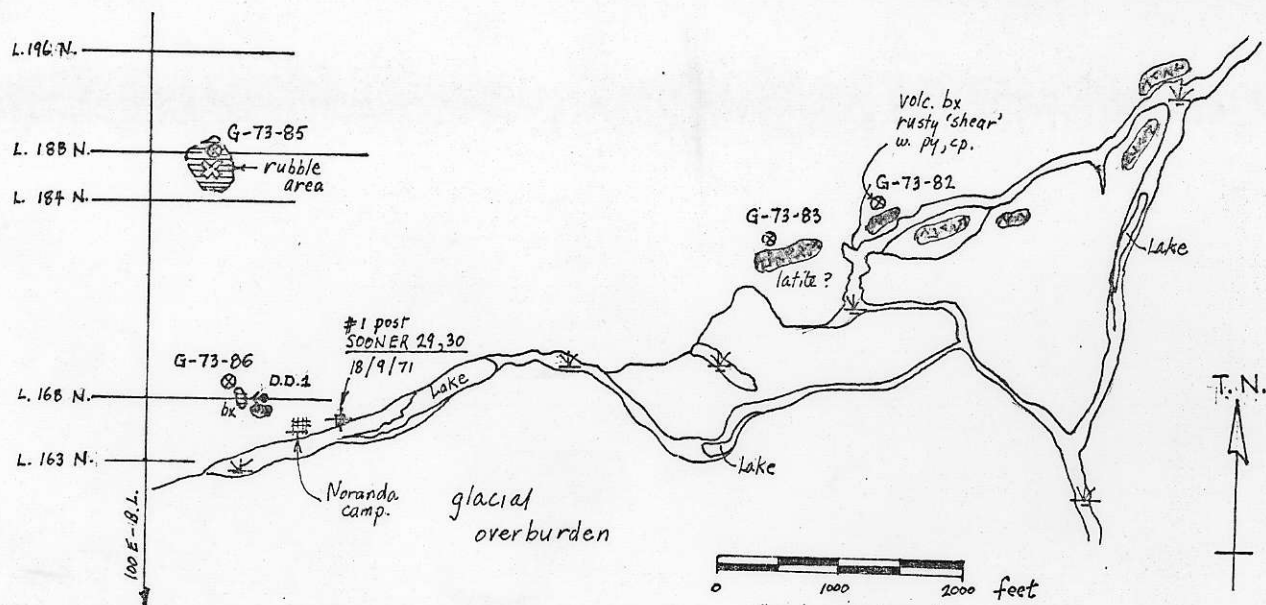 L. 196 N.
G-73-85
L. 188 N.
rubble
area
L. 184 N.
volc. bx
rusty 'shear'
w. py, cp.
G-73-82
G-73-83
latite ?
Lake
#1 post
SOONER 29,30
18/9/71
G-73-86
D.D.1
L. 168 N.
bx
Lake
T. N.
L. 163 N.
Lake
Noranda
camp.
glacial
overburden
100 E - B.L.
0 1000 2000 feet